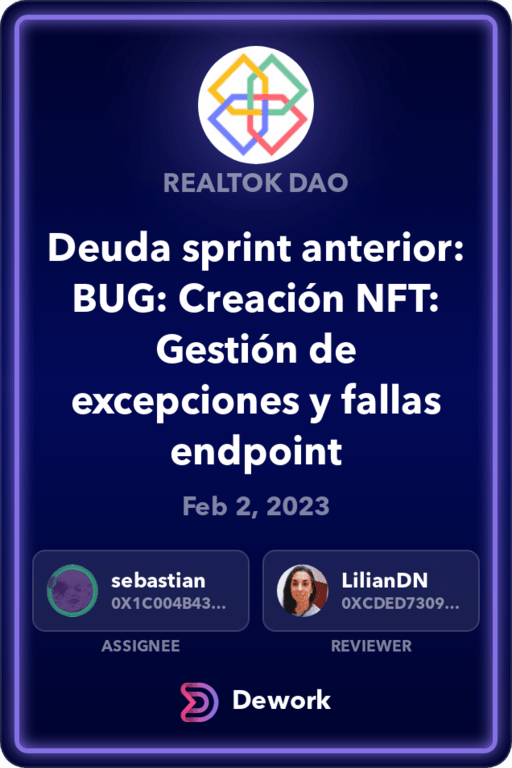 REALTOK DAO
Deuda sprint anterior:
BUG: Creación NFT:
Gestión de
excepciones y fallas
endpoint
Feb 2, 2023
sebastian
0X1C004B43...
ASSIGNEE
LilianDN
0XCDED7309...
REVIEWER
Dework